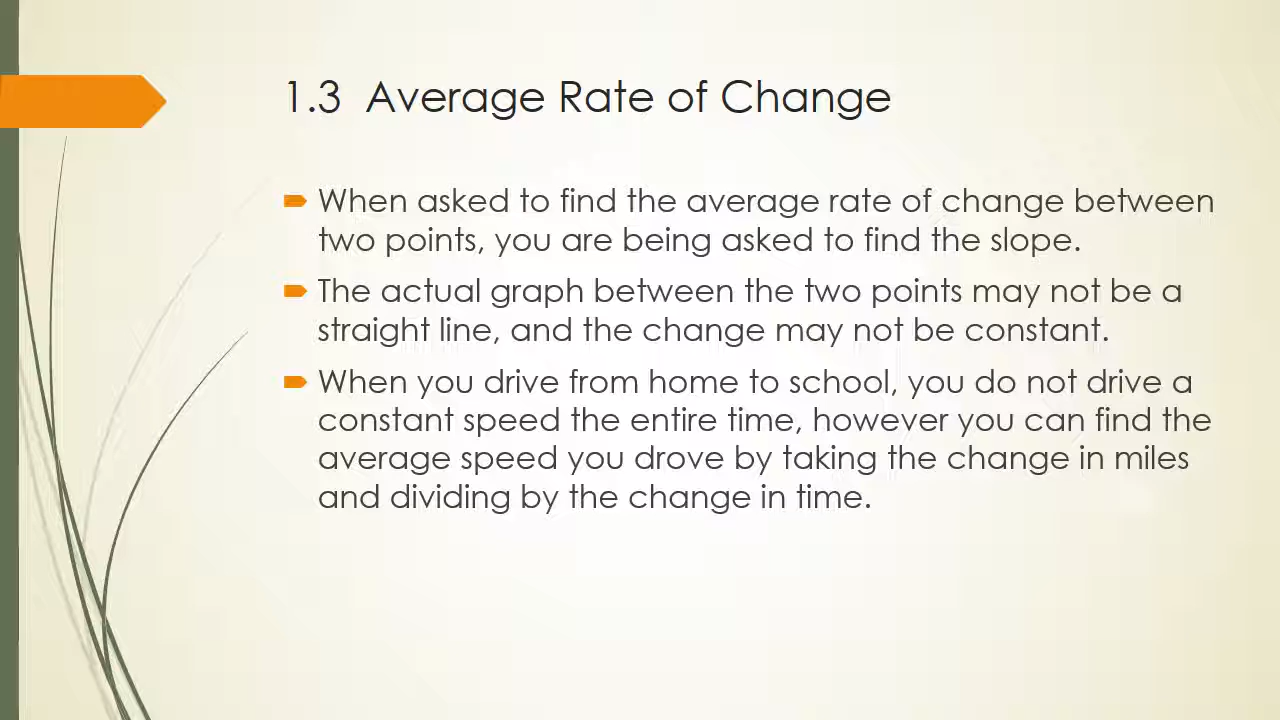 1.3 Average Rate of Change
When asked to find the average rate of change between
two points, you are being asked to find the slope.
The actual graph between the two points may not be a
straight line, and the change may not be constant.
When you drive from home to school, you do not drive a
constant speed the entire time, however you can find the
average speed you drove by taking the change in miles
and dividing by the change in time.